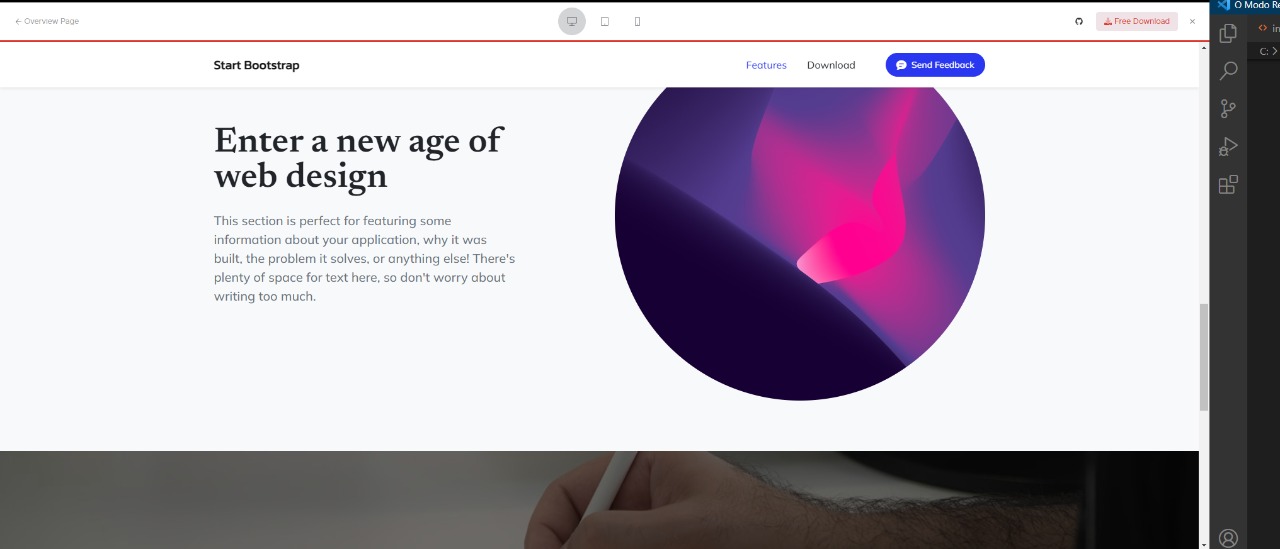 Overview Page
Free Download
O Modo Re
Start Bootstrap
Features
Download
Send Feedback
in
C:
Enter a new age of
web design
This section is perfect for featuring some
information about your application, why it was
built, the problem it solves, or anything else! There's
plenty of space for text here, so don't worry about
writing too much.